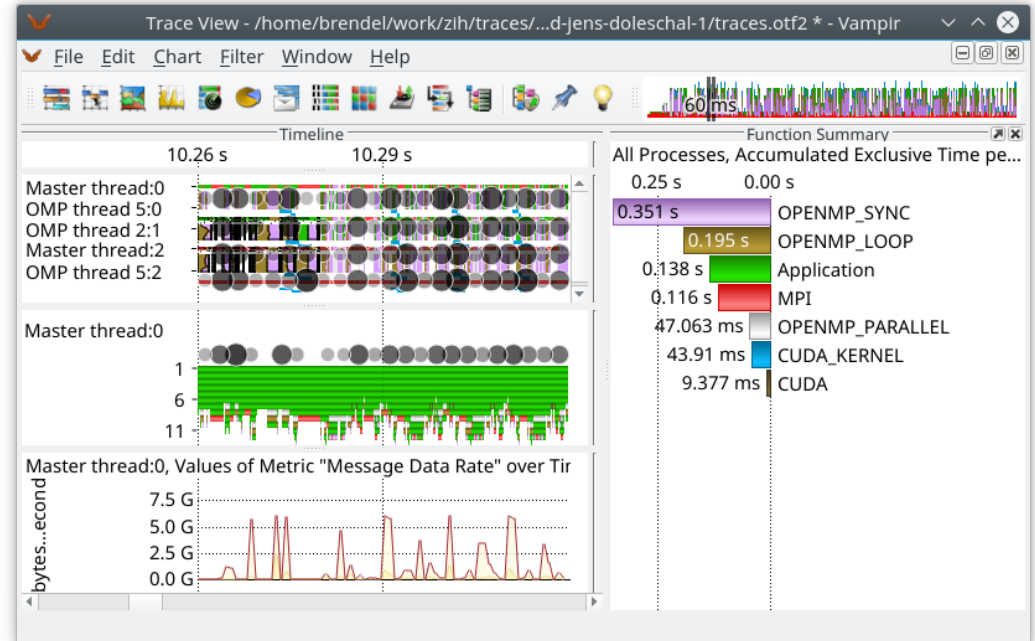 Trace View - /home/brendel/work/zih/traces/...d-jens-doleschal-1/traces.otf2 * - Vampir
File Edit Chart Filter Window Help
60 ms
Timeline
10.26 s 10.29 s
Master thread:0
OMP thread 5:0
OMP thread 2:1
Master thread:2
OMP thread 5:2
Master thread:0
1
6
11
Master thread:0, Values of Metric "Message Data Rate" over Tir
bytes...econd
7.5 G
5.0 G
2.5 G
0.0 G
Function Summary
All Processes, Accumulated Exclusive Time pe...
0.25 s 0.00 s
0.351 s OPENMP_SYNC
0.195 s OPENMP_LOOP
0.138 s Application
0.116 s MPI
47.063 ms OPENMP_PARALLEL
43.91 ms CUDA_KERNEL
9.377 ms CUDA